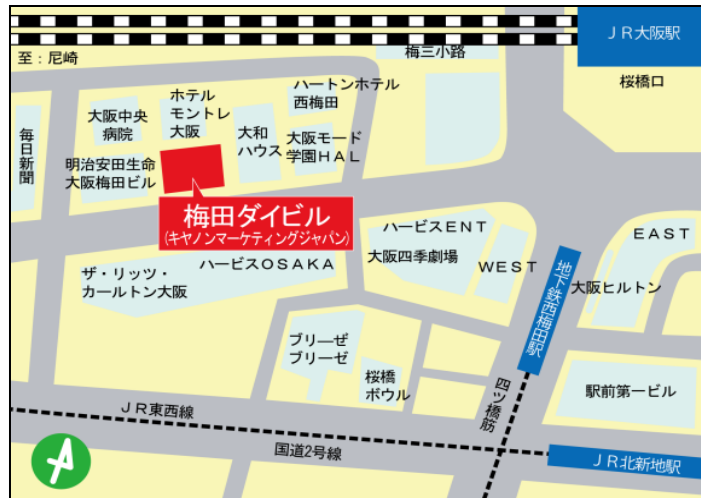 JR大阪駅
至：尼崎
梅三小路
桜橋口
ハートンホテル
西梅田
ホテル
モントレ
大阪
大阪中央
病院
毎日新聞
大和
ハウス
大阪モード
学園HAL
明治安田生命
大阪梅田ビル
梅田ダイビル
(キヤノンマーケティングジャパン)
ハービスENT
大阪四季劇場
WEST
EAST
ハービスOSAKA
ザ・リッツ・
カールトン大阪
大阪ヒルトン
地下鉄西梅田駅
ブリーゼ
ブリーゼ
桜橋
ボウル
四ツ橋筋
駅前第一ビル
JR東西線
国道2号線
JR北新地駅